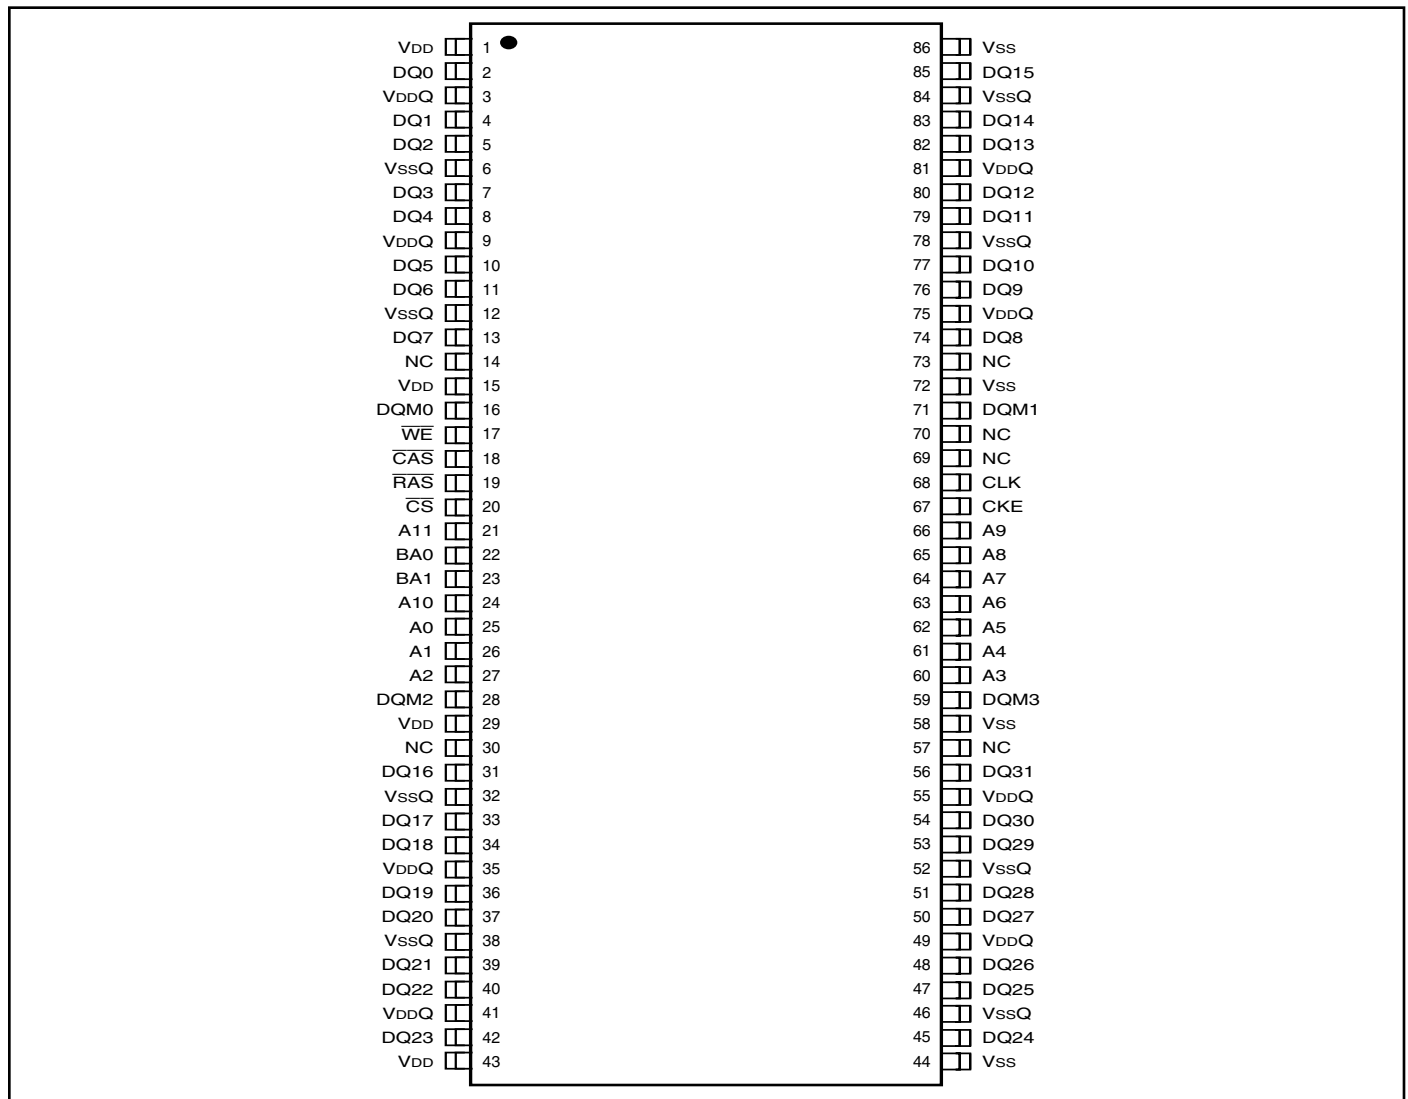 VDD 1 86 VSS
DQ0 2 85 DQ15
VDDQ 3 84 VSSQ
DQ1 4 83 DQ14
DQ2 5 82 DQ13
VSSQ 6 81 VDDQ
DQ3 7 80 DQ12
DQ4 8 79 DQ11
VDDQ 9 78 VSSQ
DQ5 10 77 DQ10
DQ6 11 76 DQ9
VSSQ 12 75 VDDQ
DQ7 13 74 DQ8
NC 14 73 NC
VDD 15 72 VSS
DQM0 16 71 DQM1
W̅E̅ 17 70 NC
C̅A̅S̅ 18 69 NC
R̅A̅S̅ 19 68 CLK
C̅S̅ 20 67 CKE
A11 21 66 A9
BA0 22 65 A8
BA1 23 64 A7
A10 24 63 A6
A0 25 62 A5
A1 26 61 A4
A2 27 60 A3
DQM2 28 59 DQM3
VDD 29 58 VSS
NC 30 57 NC
DQ16 31 56 DQ31
VSSQ 32 55 VDDQ
DQ17 33 54 DQ30
DQ18 34 53 DQ29
VDDQ 35 52 VSSQ
DQ19 36 51 DQ28
DQ20 37 50 DQ27
VSSQ 38 49 VDDQ
DQ21 39 48 DQ26
DQ22 40 47 DQ25
VDDQ 41 46 VSSQ
DQ23 42 45 DQ24
VDD 43 44 VSS